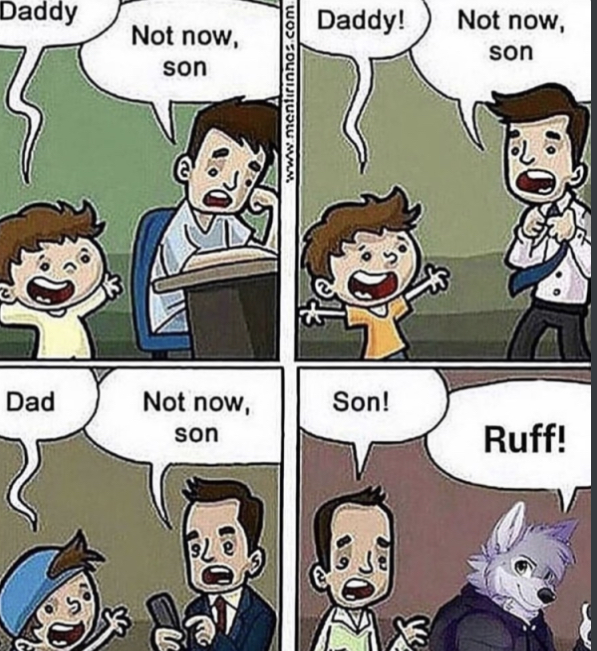 Daddy
Not now,
son
www.mentirinhas.com.
Daddy!
Not now,
son
Dad
Not now,
son
Son!
Ruff!